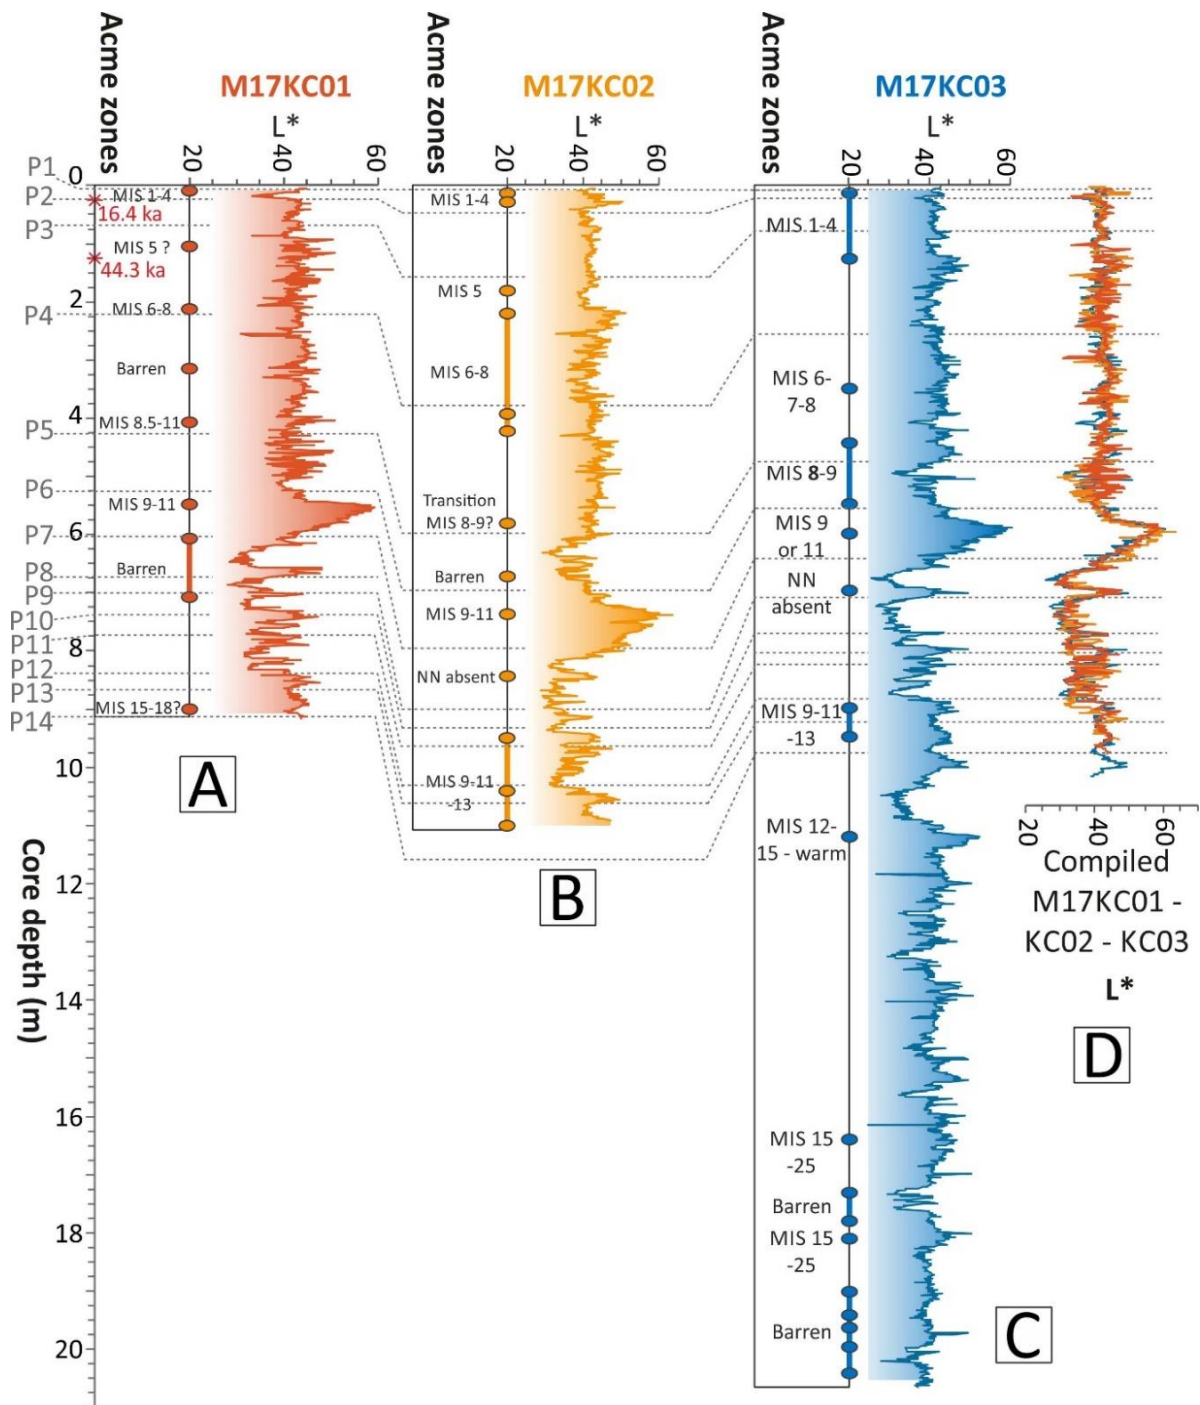 Acme zones
M17KC01
L*
20
40
60
Acme zones
M17KC02
L*
20
40
60
Acme zones
M17KC03
L*
20
40
60
P1
P2
P3
P4
P5
P6
P7
P8
P9
P10
P11
P12
P13
P14
0
2
4
6
8
10
12
14
16
18
20
Core depth (m)
MIS 1-4
16.4 ka
MIS 5 ?
44.3 ka
MIS 6-8
Barren
MIS 8.5-11
MIS 9-11
Barren
MIS 15-18?
A
MIS 1-4
MIS 5
MIS 6-8
Transition
MIS 8-9?
Barren
MIS 9-11
NN absent
MIS 9-11
-13
B
MIS 1-4
MIS 6-
7-8
MIS 8-9
MIS 9
or 11
NN
absent
MIS 9-11
-13
MIS 12-
15 - warm
MIS 15
-25
Barren
MIS 15
-25
Barren
C
20
40
60
Compiled
M17KC01 -
KC02 - KC03
L*
D